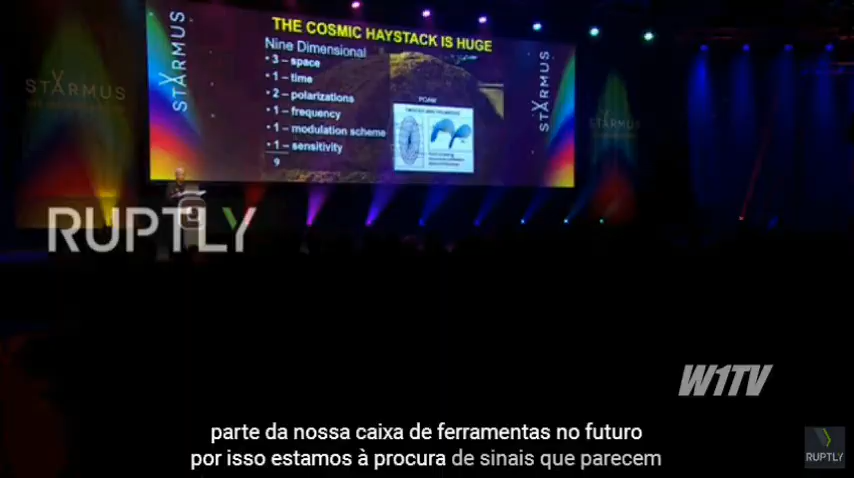 THE COSMIC HAYSTACK IS HUGE
Nine Dimensional
• 3 – space
• 1 – time
• 2 – polarizations
• 1 – frequency
• 1 – modulation scheme
• 1 – sensitivity
9
STARMUS
STARMUS
STARMUS
STARMUS
RUPTLY
W1TV
parte da nossa caixa de ferramentas no futuro
por isso estamos à procura de sinais que parecem
RUPTLY